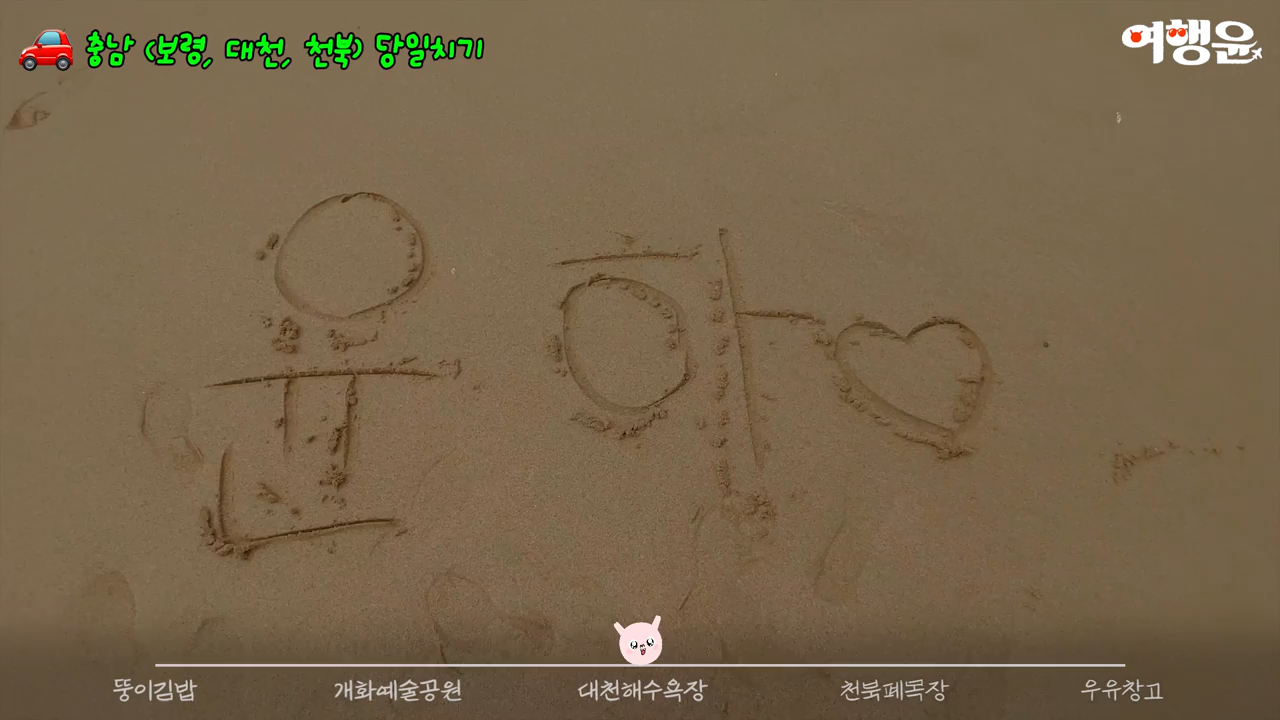 충남 (보령, 대천, 천북) 당일치기
여행윤
윤하
뚱이김밥
개화예술공원
대천해수욕장
천북폐목장
우유창고